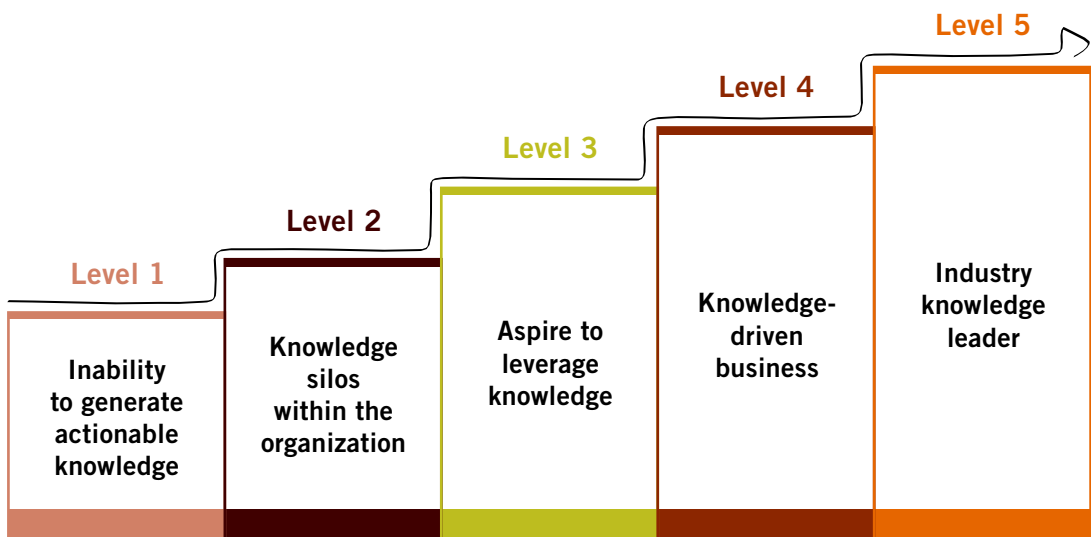 Level 1
Inability
to generate
actionable
knowledge
Level 2
Knowledge
silos
within the
organization
Level 3
Aspire to
leverage
knowledge
Level 4
Knowledge-
driven
business
Level 5
Industry
knowledge
leader